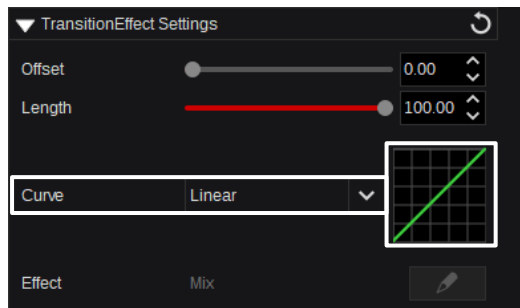 TransitionEffect Settings
Offset 0.00
Length 100.00
Curve Linear
Effect Mix